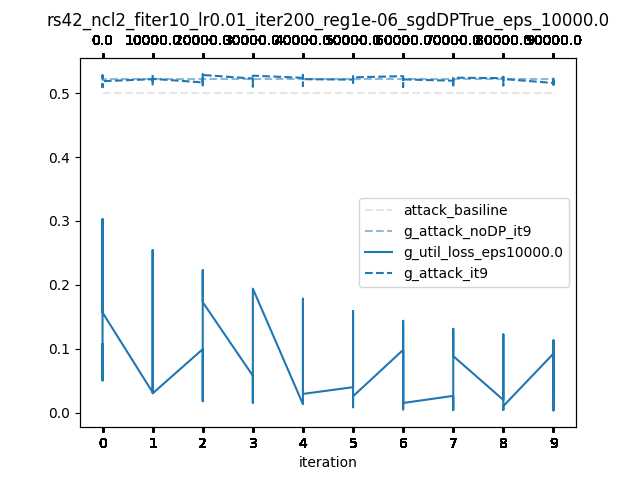 rs42_ncl2_fiter10_lr0.01_iter200_reg1e-06_sgdDPTrue_eps_10000.0
0.0 10000.0 20000.0 30000.0 40000.0 50000.0 60000.0 70000.0 80000.0 90000.0
0.5
0.4
0.3
0.2
0.1
0.0
attack_basiline
g_attack_noDP_it9
g_util_loss_eps10000.0
g_attack_it9
0 1 2 3 4 5 6 7 8 9
iteration